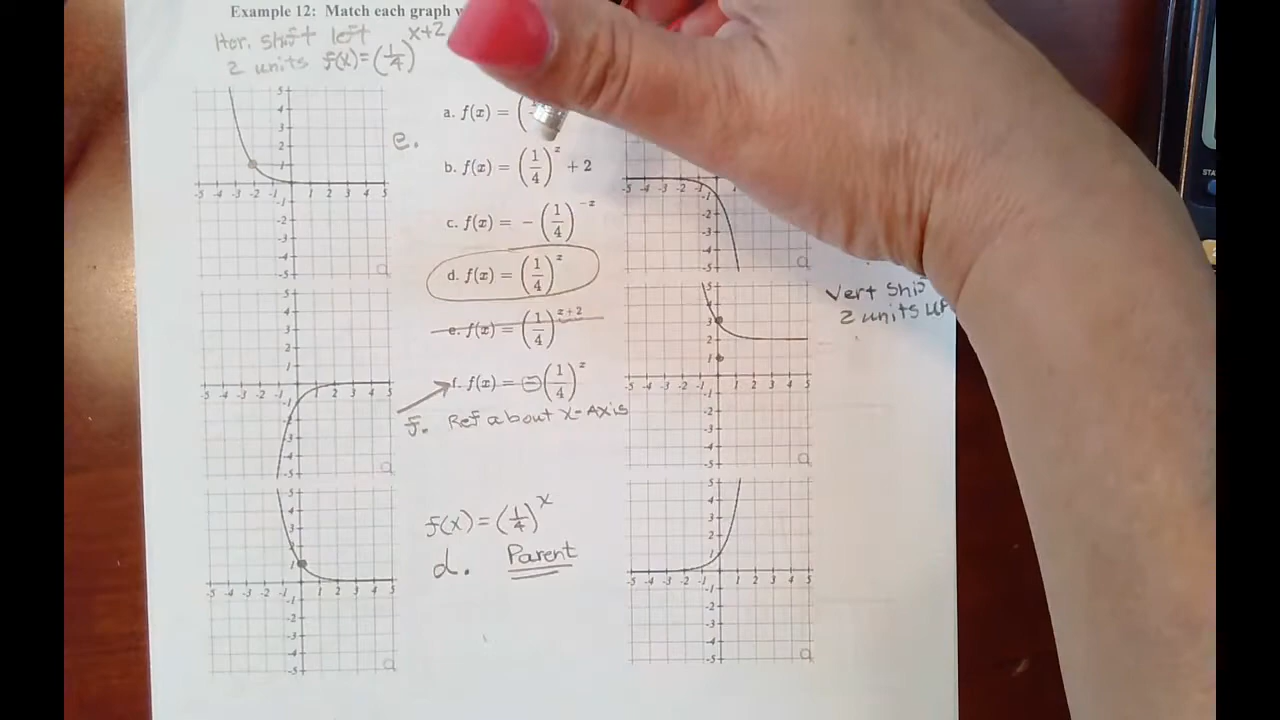 Example 12: Match each graph
Hor. Shift left
2 units f(x)=(1/4)^x+2
a. f(x) = (
e.
b. f(x) = (1/4)^x + 2
c. f(x) = -(1/4)^-x
d. f(x) = (1/4)^x
e. f(x) = (1/4)^x+2
f. f(x) = -(1/4)^x
f. Ref about x-Axis
Vert Shif
2 units UP
f(x) = (1/4)^x
d. Parent